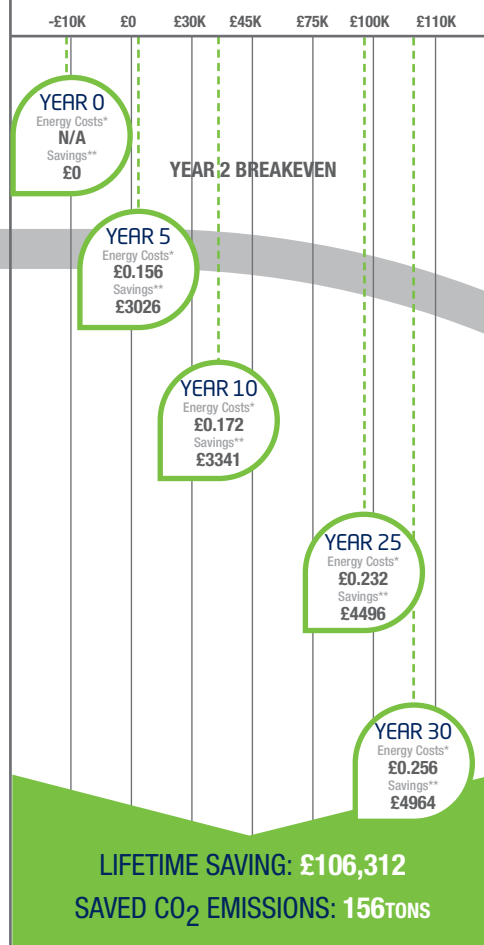 -£10K £0 £30K £45K £75K £100K £110K
YEAR 0
Energy Costs*
N/A
Savings**
£0
YEAR 2 BREAKEVEN
YEAR 5
Energy Costs*
£0.156
Savings**
£3026
YEAR 10
Energy Costs*
£0.172
Savings**
£3341
YEAR 25
Energy Costs*
£0.232
Savings**
£4496
YEAR 30
Energy Costs*
£0.256
Savings**
£4964
LIFETIME SAVING: £106,312
SAVED CO2 EMISSIONS: 156TONS